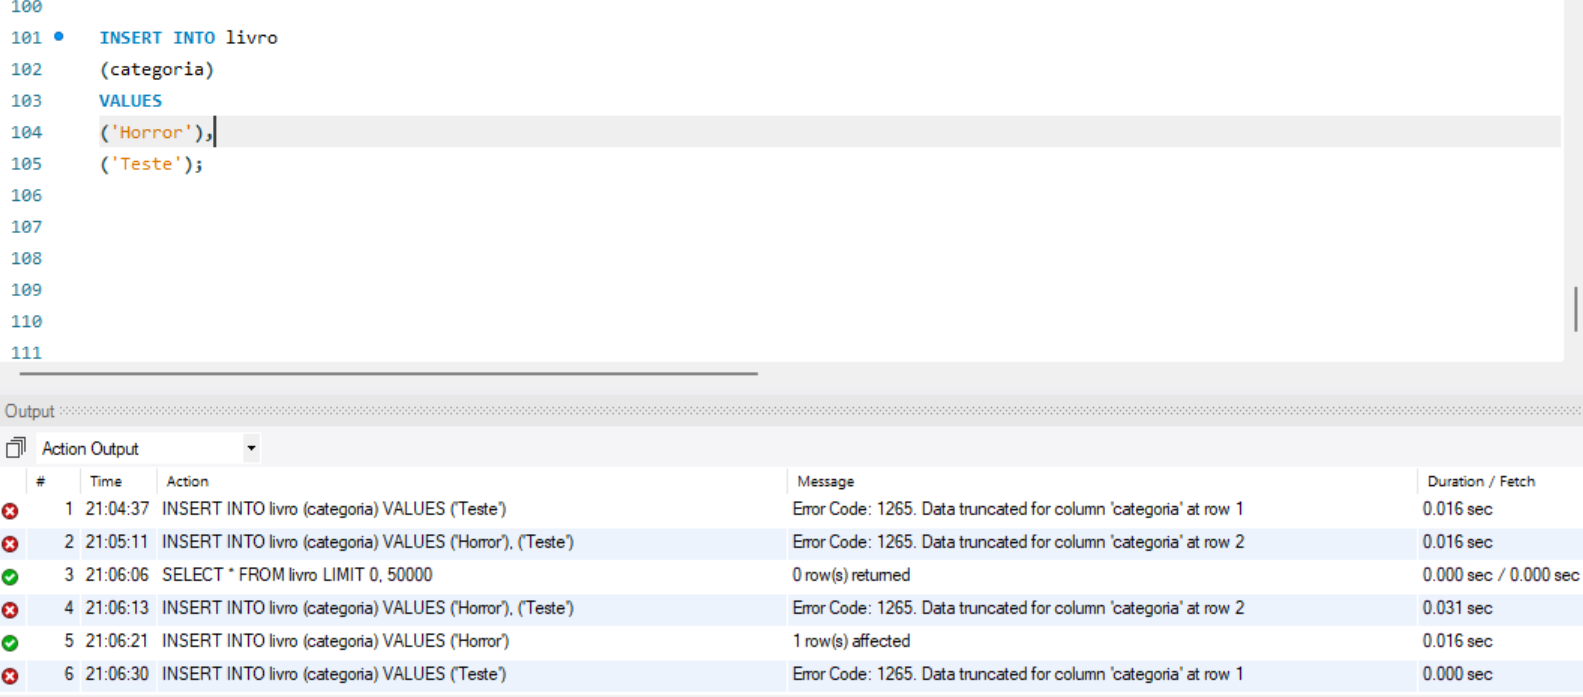 100
101 INSERT INTO livro
102 (categoria)
103 VALUES
104 ('Horror'),
105 ('Teste');
106
107
108
109
110
111
Output
Action Output
# Time Action Message Duration / Fetch
1 21:04:37 INSERT INTO livro (categoria) VALUES ('Teste') Error Code: 1265. Data truncated for column 'categoria' at row 1 0.016 sec
2 21:05:11 INSERT INTO livro (categoria) VALUES ('Horror'), ('Teste') Error Code: 1265. Data truncated for column 'categoria' at row 2 0.016 sec
3 21:06:06 SELECT * FROM livro LIMIT 0, 50000 0 row(s) returned 0.000 sec / 0.000 sec
4 21:06:13 INSERT INTO livro (categoria) VALUES ('Horror'), ('Teste') Error Code: 1265. Data truncated for column 'categoria' at row 2 0.031 sec
5 21:06:21 INSERT INTO livro (categoria) VALUES ('Horror') 1 row(s) affected 0.016 sec
6 21:06:30 INSERT INTO livro (categoria) VALUES ('Teste') Error Code: 1265. Data truncated for column 'categoria' at row 1 0.000 sec